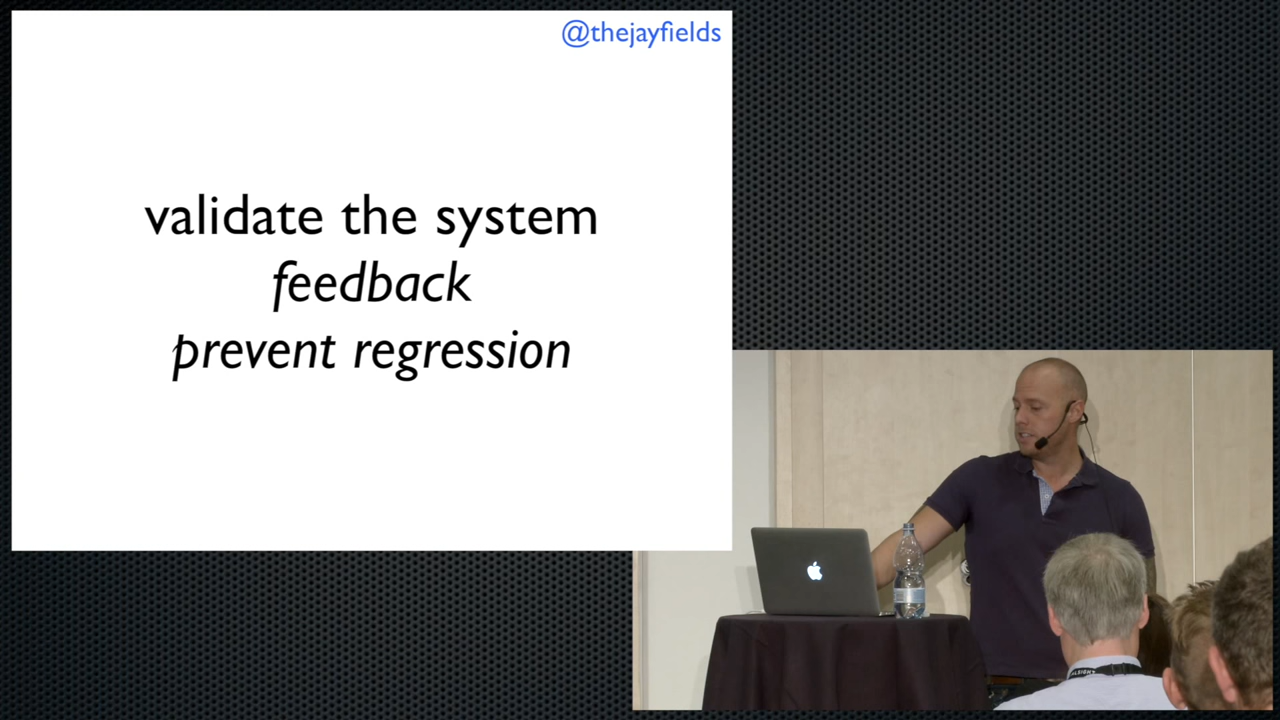 @thejayfields
validate the system
feedback
prevent regression